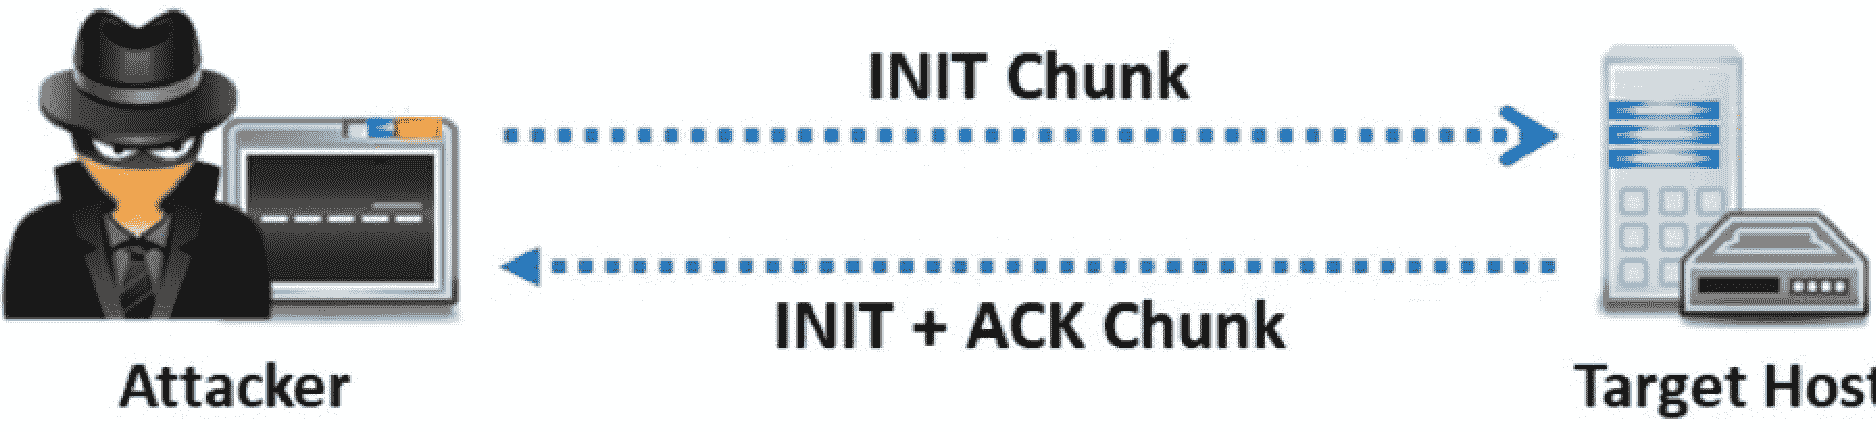 INIT Chunk
INIT + ACK Chunk
Attacker
Target Host